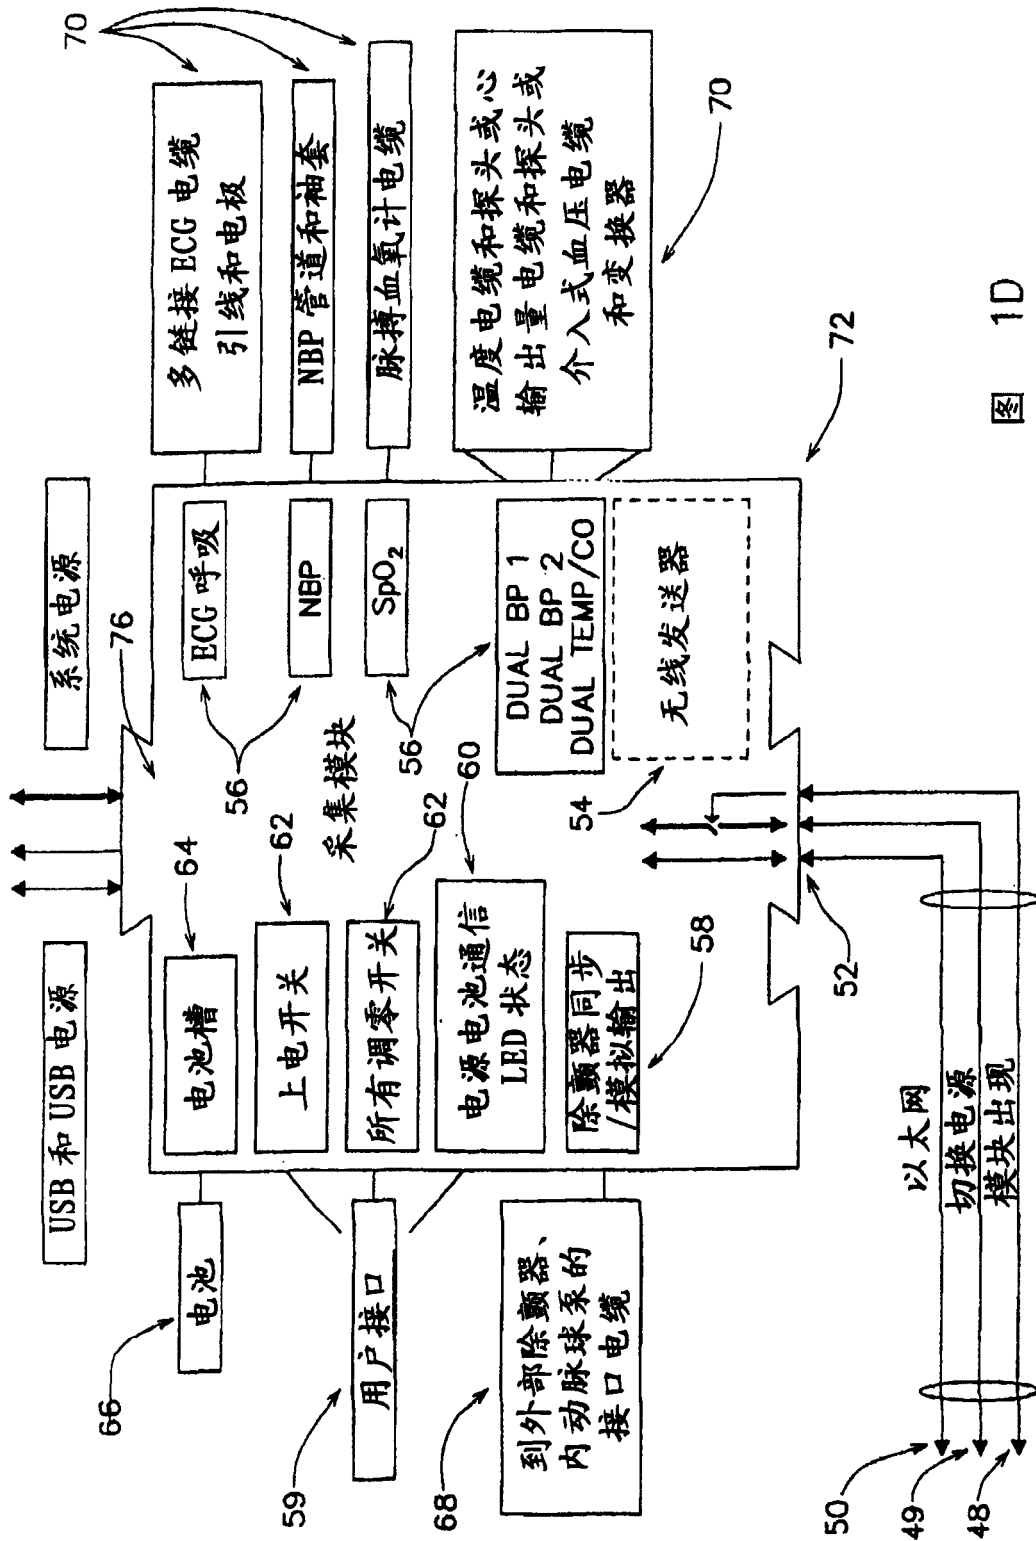 70
多链接 ECG 电缆
引线和电极
NBP 管道和袖套
脉搏血氧计电缆
温度电缆和探头或心
输出量电缆和探头或
介入式血压电缆
和变换器
70
72
图 1D
系统电源
76
ECG 呼吸
NBP
SpO₂
56
56
DUAL BP 1
DUAL BP 2
DUAL TEMP/CO
无线发送器
54
采集模块
USB 和 USB 电源
64
电池槽
62
上电开关
62
所有调零开关
60
电源电池通信
LED 状态
除颤器同步
/模拟输出
58
52
电池
66
用户接口
59
到外部除颤器、
内动脉球泵的
接口电缆
68
以太网
切换电源
模块出现
50
49
48